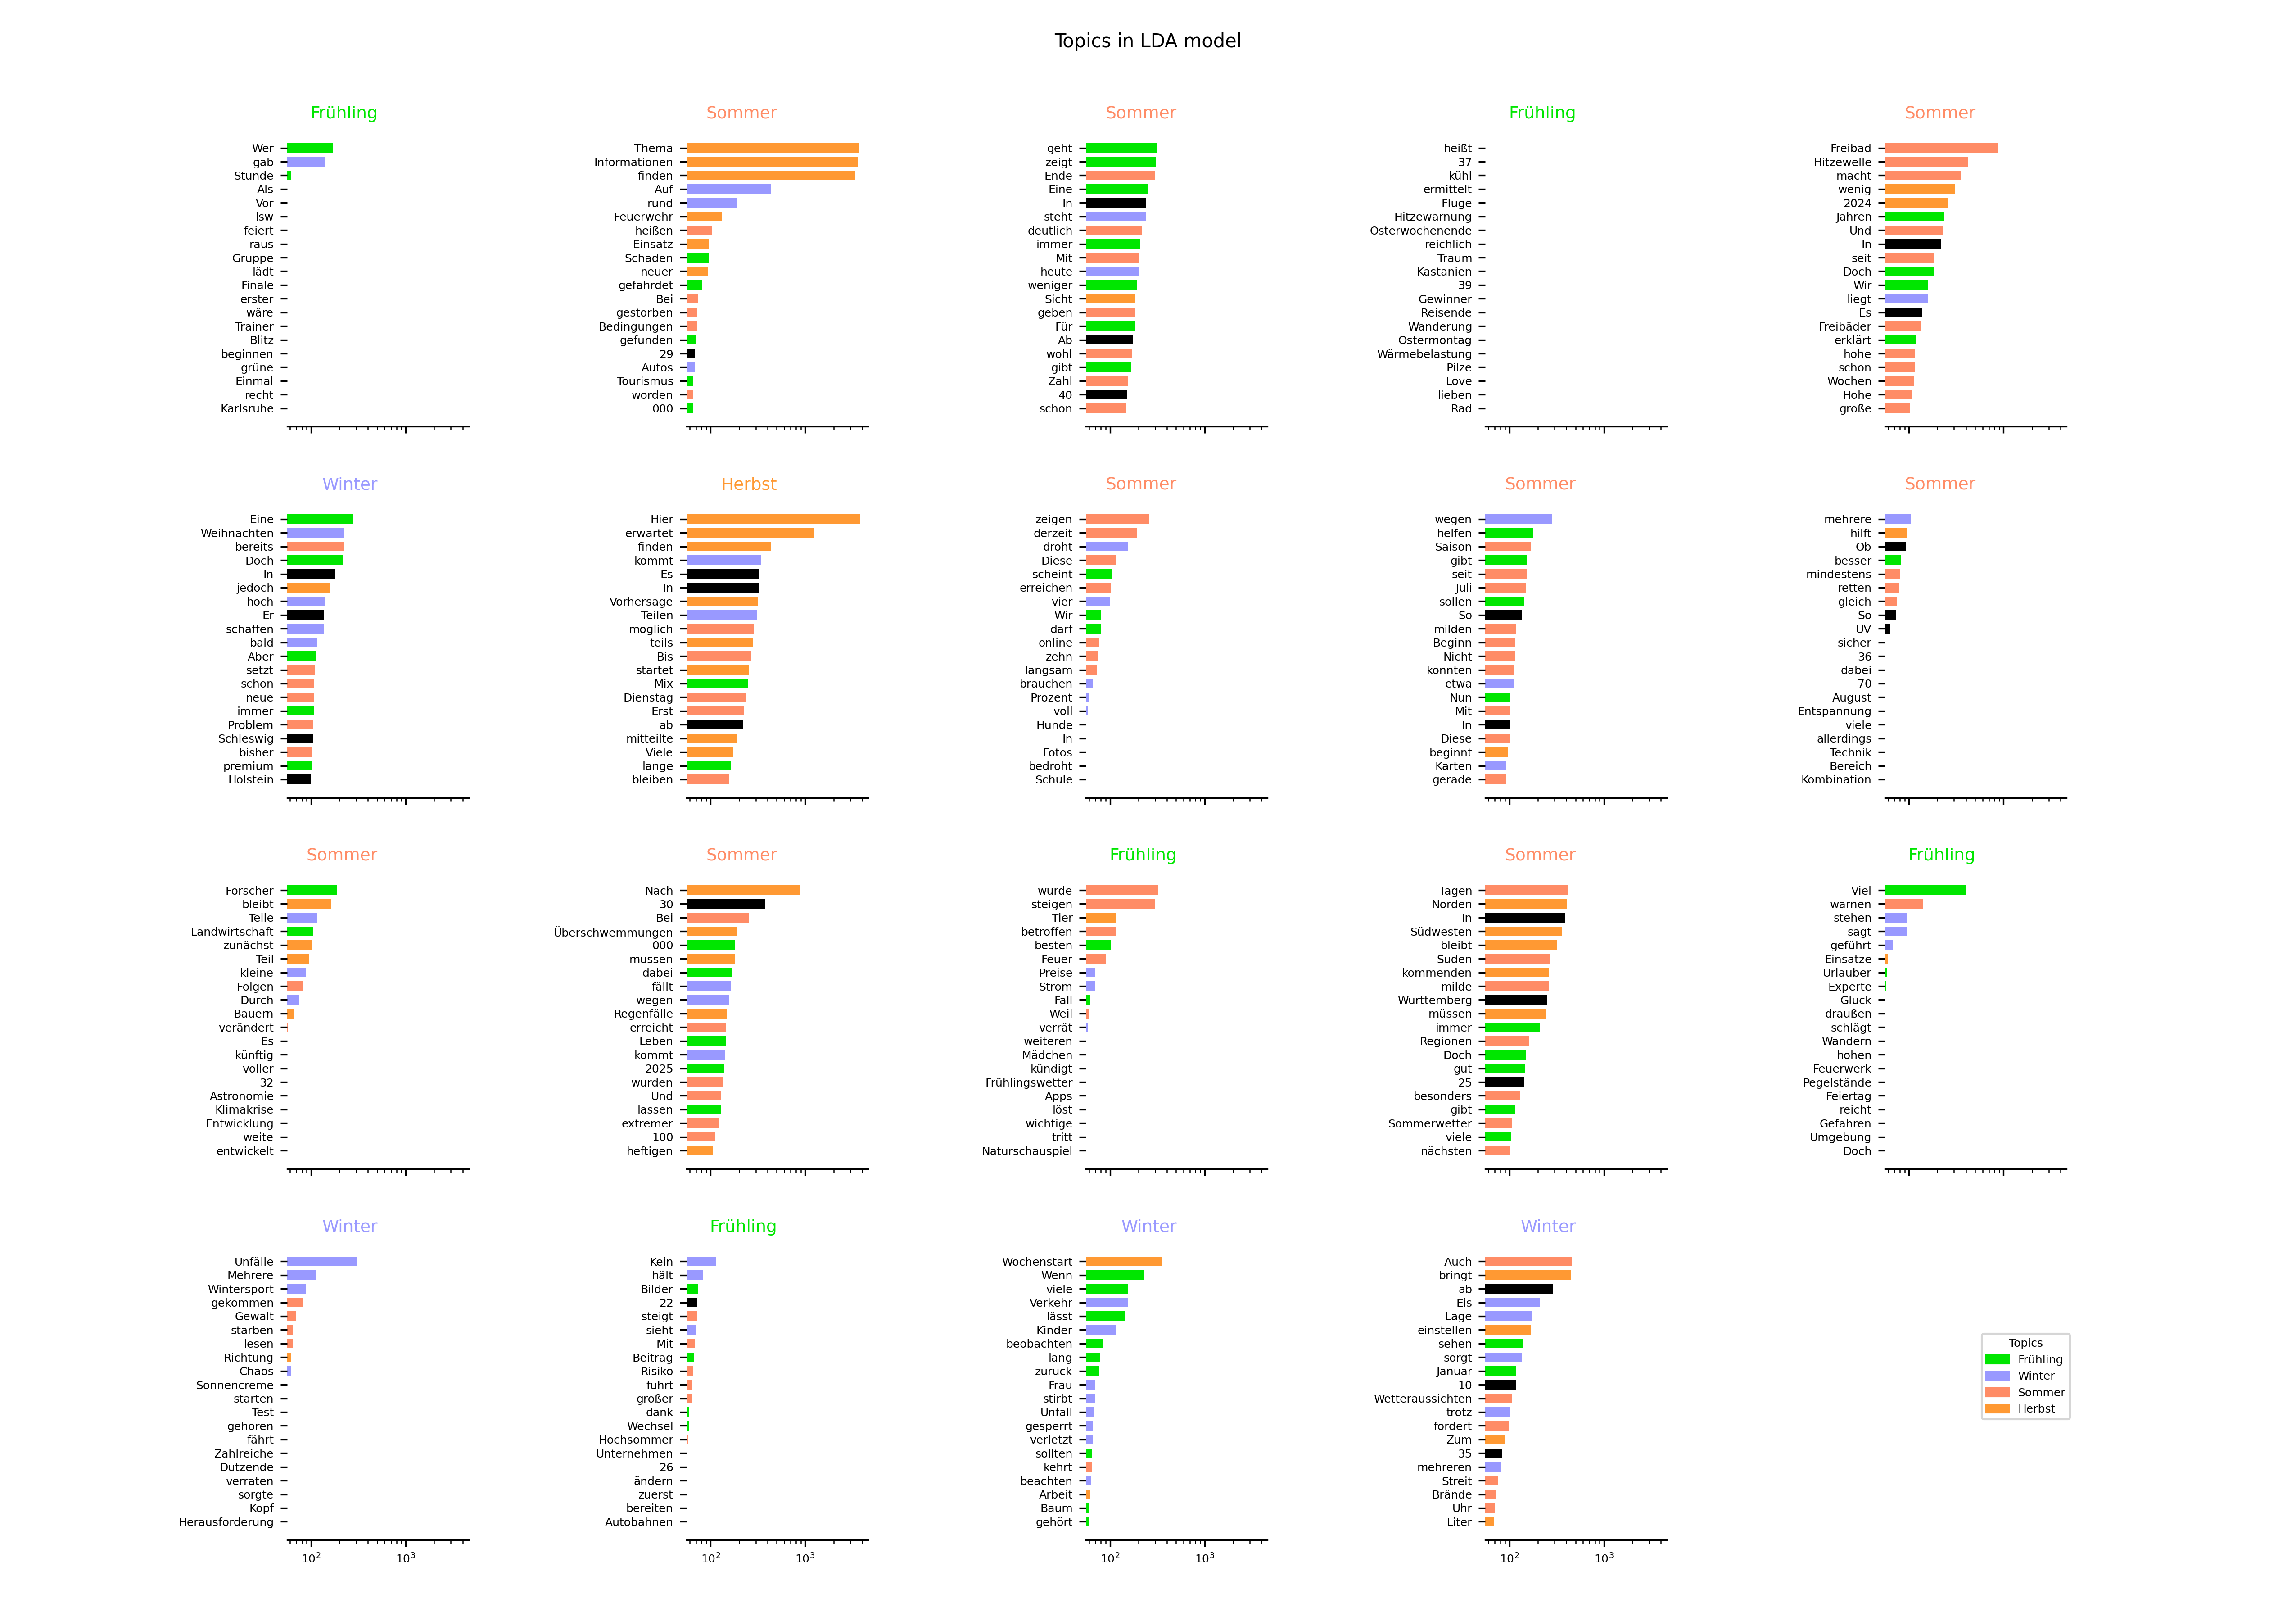 Topics in LDA model
Frühling
Wer
gab
Stunde
Als
Vor
lsw
feiert
raus
Gruppe
lädt
Finale
erster
wäre
Trainer
Blitz
beginnen
grüne
Einmal
recht
Karlsruhe
Sommer
Thema
Informationen
finden
Auf
rund
Feuerwehr
heißen
Einsatz
Schäden
neuer
gefährdet
Bei
gestorben
Bedingungen
gefunden
29
Autos
Tourismus
worden
000
Sommer
geht
zeigt
Ende
Eine
In
steht
deutlich
immer
Mit
heute
weniger
Sicht
geben
Für
Ab
wohl
gibt
Zahl
40
schon
Frühling
heißt
37
kühl
ermittelt
Flüge
Hitzewarnung
Osterwochenende
reichlich
Traum
Kastanien
39
Gewinner
Reisende
Wanderung
Ostermontag
Wärmebelastung
Pilze
Love
lieben
Rad
Sommer
Freibad
Hitzewelle
macht
wenig
2024
Jahren
Und
In
seit
Doch
Wir
liegt
Es
Freibäder
erklärt
hohe
schon
Wochen
Hohe
große
Winter
Eine
Weihnachten
bereits
Doch
In
jedoch
hoch
Er
schaffen
bald
Aber
setzt
schon
neue
immer
Problem
Schleswig
bisher
premium
Holstein
Herbst
Hier
erwartet
finden
kommt
Es
In
Vorhersage
Teilen
möglich
teils
Bis
startet
Mix
Dienstag
Erst
ab
mitteilte
Viele
lange
bleiben
Sommer
zeigen
derzeit
droht
Diese
scheint
erreichen
vier
Wir
darf
online
zehn
langsam
brauchen
Prozent
voll
Hunde
In
Fotos
bedroht
Schule
Sommer
wegen
helfen
Saison
gibt
seit
Juli
sollen
So
milden
Beginn
Nicht
könnten
etwa
Nun
Mit
In
Diese
beginnt
Karten
gerade
Sommer
mehrere
hilft
Ob
besser
mindestens
retten
gleich
So
UV
sicher
36
dabei
70
August
Entspannung
viele
allerdings
Technik
Bereich
Kombination
Sommer
Forscher
bleibt
Teile
Landwirtschaft
zunächst
Teil
kleine
Folgen
Durch
Bauern
verändert
Es
künftig
voller
32
Astronomie
Klimakrise
Entwicklung
weite
entwickelt
Sommer
Nach
30
Bei
Überschwemmungen
000
müssen
dabei
fällt
wegen
Regenfälle
erreicht
Leben
kommt
2025
wurden
Und
lassen
extremer
100
heftigen
Frühling
wurde
steigen
Tier
betroffen
besten
Feuer
Preise
Strom
Fall
Weil
verrät
weiteren
Mädchen
kündigt
Frühlingswetter
Apps
löst
wichtige
tritt
Naturschauspiel
Sommer
Tagen
Norden
In
Südwesten
bleibt
Süden
kommenden
milde
Württemberg
müssen
immer
Regionen
Doch
gut
25
besonders
gibt
Sommerwetter
viele
nächsten
Frühling
Viel
warnen
stehen
sagt
geführt
Einsätze
Urlauber
Experte
Glück
draußen
schlägt
Wandern
hohen
Feuerwerk
Pegelstände
Feiertag
reicht
Gefahren
Umgebung
Doch
Winter
Unfälle
Mehrere
Wintersport
gekommen
Gewalt
starben
lesen
Richtung
Chaos
Sonnencreme
starten
Test
gehören
fährt
Zahlreiche
Dutzende
verraten
sorgte
Kopf
Herausforderung
10²
10³
Frühling
Kein
hält
Bilder
22
steigt
sieht
Mit
Beitrag
Risiko
führt
großer
dank
Wechsel
Hochsommer
Unternehmen
26
ändern
zuerst
bereiten
Autobahnen
10²
10³
Winter
Wochenstart
Wenn
viele
Verkehr
lässt
Kinder
beobachten
lang
zurück
Frau
stirbt
Unfall
gesperrt
verletzt
sollten
kehrt
beachten
Arbeit
Baum
gehört
10²
10³
Winter
Auch
bringt
ab
Eis
Lage
einstellen
sehen
sorgt
Januar
10
Wetteraussichten
trotz
fordert
Zum
35
mehreren
Streit
Brände
Uhr
Liter
10²
10³
Topics
Frühling
Winter
Sommer
Herbst